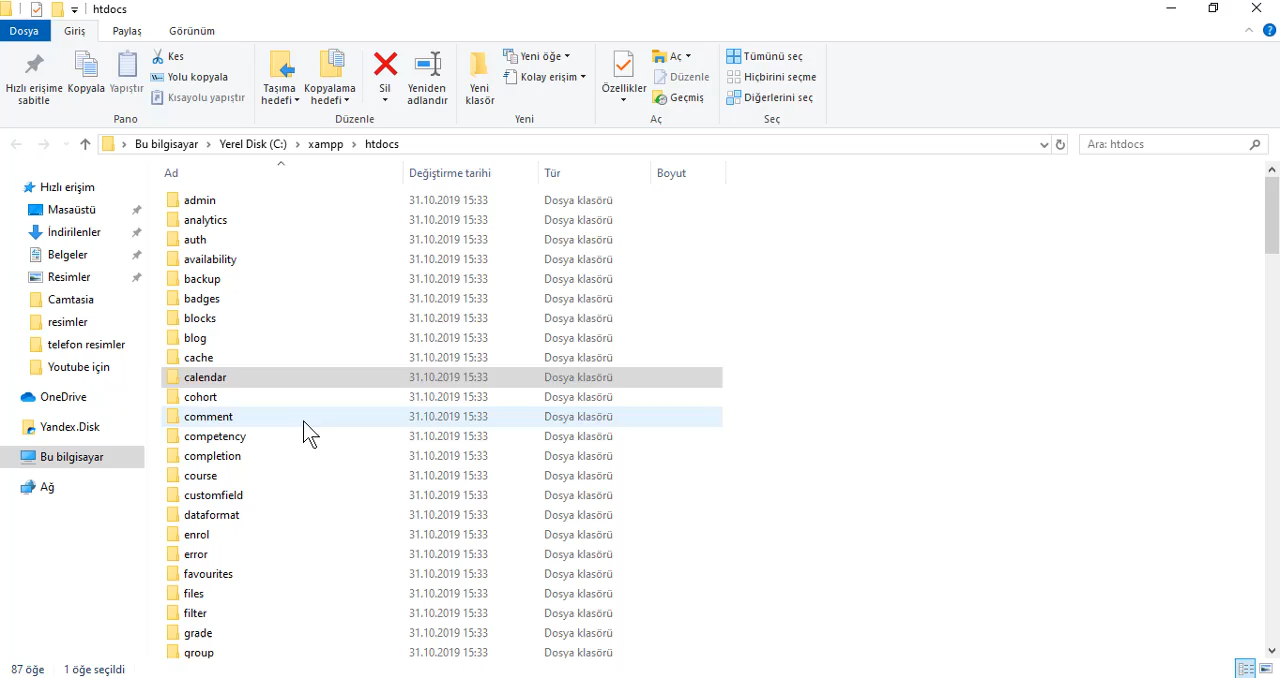 htdocs
Dosya Giriş Paylaş Görünüm
Hızlı erişime sabitle
Kopyala
Yapıştır
Kes
Yolu kopyala
Kısayolu yapıştır
Pano
Taşıma hedefi
Kopyalama hedefi
Sil
Yeniden adlandır
Düzenle
Yeni klasör
Yeni öğe
Kolay erişim
Yeni
Özellikler
Aç
Düzenle
Geçmiş
Aç
Tümünü seç
Hiçbirini seçme
Diğerlerini seç
Seç
Bu bilgisayar > Yerel Disk (C:) > xampp > htdocs
Ara: htdocs
Hızlı erişim
Masaüstü
İndirilenler
Belgeler
Resimler
Camtasia
resimler
telefon resimler
Youtube için
OneDrive
Yandex.Disk
Bu bilgisayar
Ağ
Ad Değiştirme tarihi Tür Boyut
admin 31.10.2019 15:33 Dosya klasörü
analytics 31.10.2019 15:33 Dosya klasörü
auth 31.10.2019 15:33 Dosya klasörü
availability 31.10.2019 15:33 Dosya klasörü
backup 31.10.2019 15:33 Dosya klasörü
badges 31.10.2019 15:33 Dosya klasörü
blocks 31.10.2019 15:33 Dosya klasörü
blog 31.10.2019 15:33 Dosya klasörü
cache 31.10.2019 15:33 Dosya klasörü
calendar 31.10.2019 15:33 Dosya klasörü
cohort 31.10.2019 15:33 Dosya klasörü
comment 31.10.2019 15:33 Dosya klasörü
competency 31.10.2019 15:33 Dosya klasörü
completion 31.10.2019 15:33 Dosya klasörü
course 31.10.2019 15:33 Dosya klasörü
customfield 31.10.2019 15:33 Dosya klasörü
dataformat 31.10.2019 15:33 Dosya klasörü
enrol 31.10.2019 15:33 Dosya klasörü
error 31.10.2019 15:33 Dosya klasörü
favourites 31.10.2019 15:33 Dosya klasörü
files 31.10.2019 15:33 Dosya klasörü
filter 31.10.2019 15:33 Dosya klasörü
grade 31.10.2019 15:33 Dosya klasörü
group 31.10.2019 15:33 Dosya klasörü
87 öğe 1 öğe seçildi